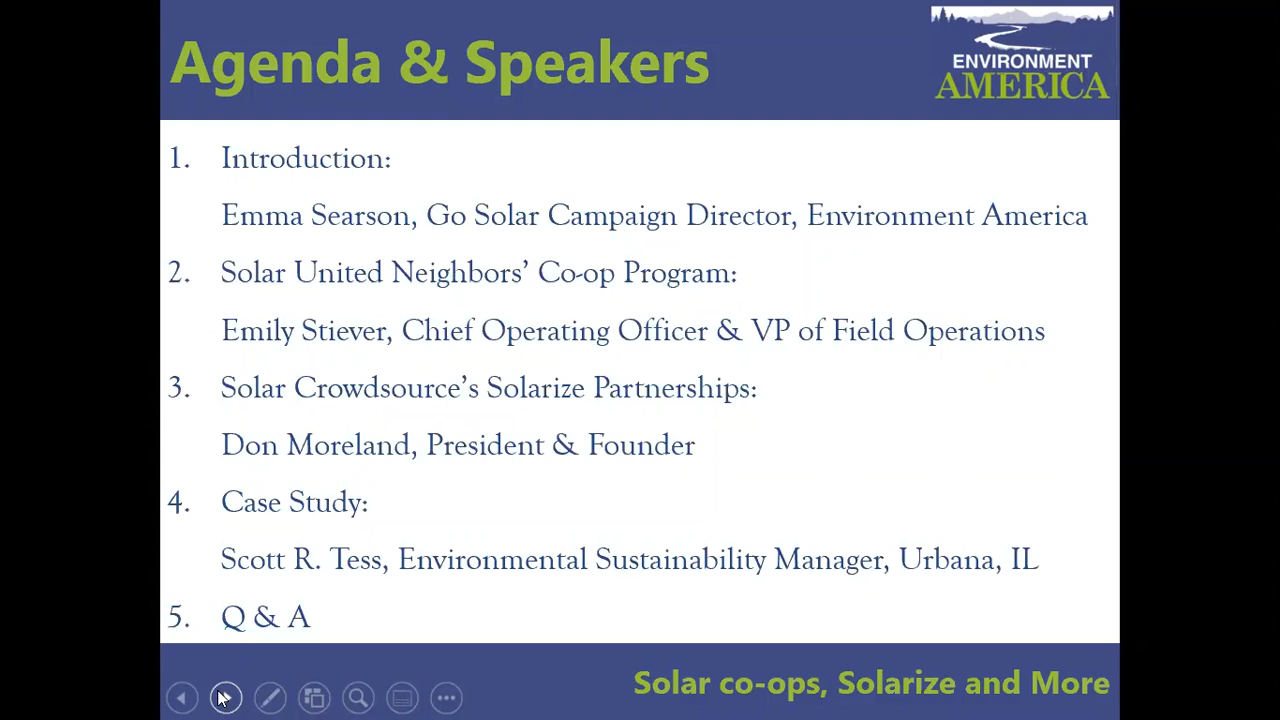 Agenda & Speakers
ENVIRONMENT
AMERICA
1. Introduction:
Emma Searson, Go Solar Campaign Director, Environment America
2. Solar United Neighbors’ Co-op Program:
Emily Stiever, Chief Operating Officer & VP of Field Operations
3. Solar Crowdsource’s Solarize Partnerships:
Don Moreland, President & Founder
4. Case Study:
Scott R. Tess, Environmental Sustainability Manager, Urbana, IL
5. Q & A
Solar co-ops, Solarize and More